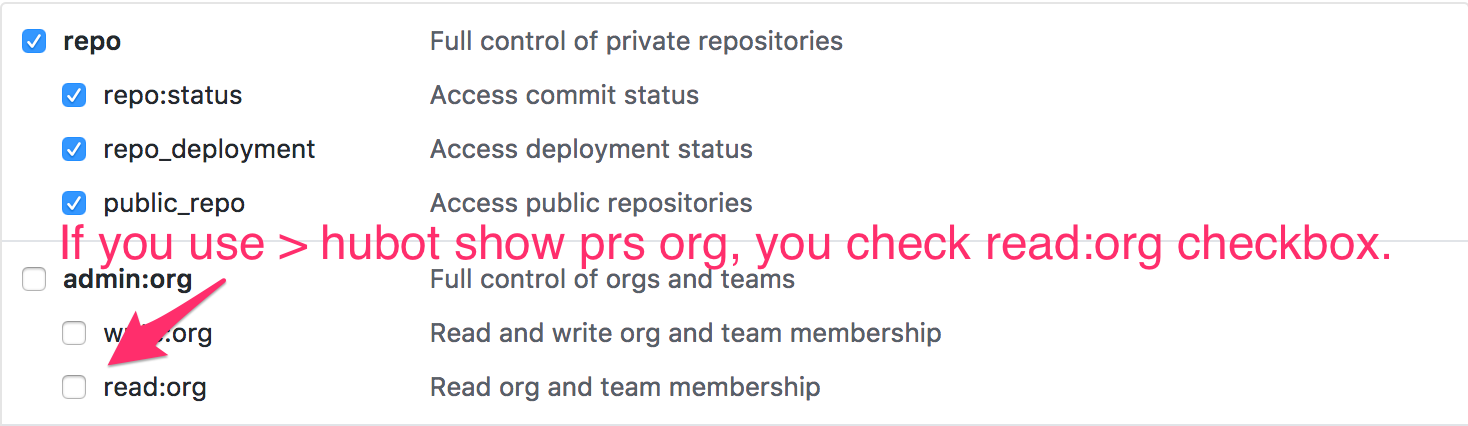 repo Full control of private repositories
repo:status Access commit status
repo_deployment Access deployment status
public_repo Access public repositories
If you use > hubot show prs org, you check read:org checkbox.
admin:org Full control of orgs and teams
write:org Read and write org and team membership
read:org Read org and team membership